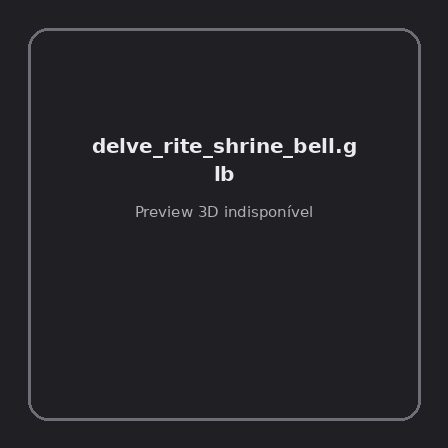 delve_rite_shrine_bell.g
lb
Preview 3D indisponível